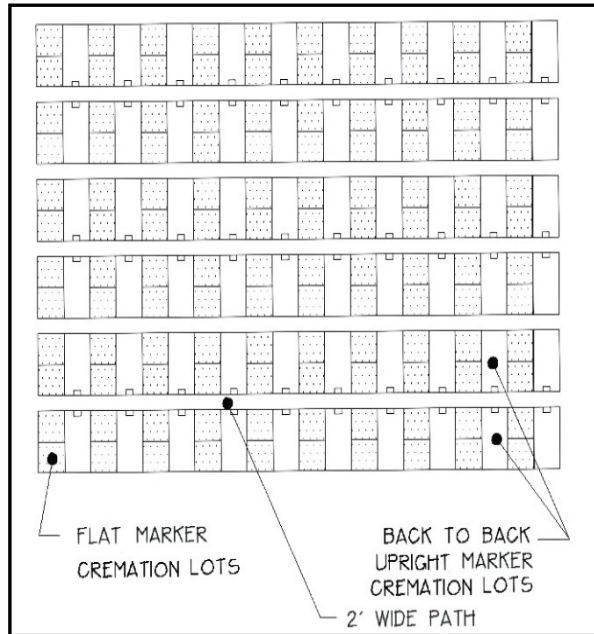 FLAT MARKER
CREMATION LOTS
BACK TO BACK
UPRIGHT MARKER
CREMATION LOTS
2' WIDE PATH